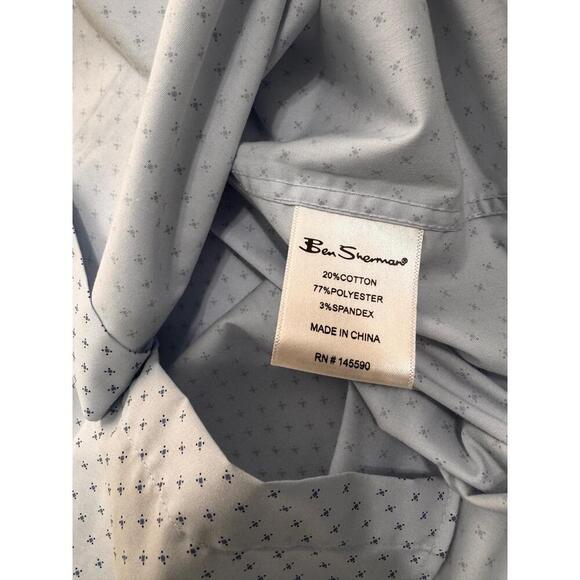 Ben Sherman®
20%COTTON
77%POLYESTER
3%SPANDEX
MADE IN CHINA
RN # 145590